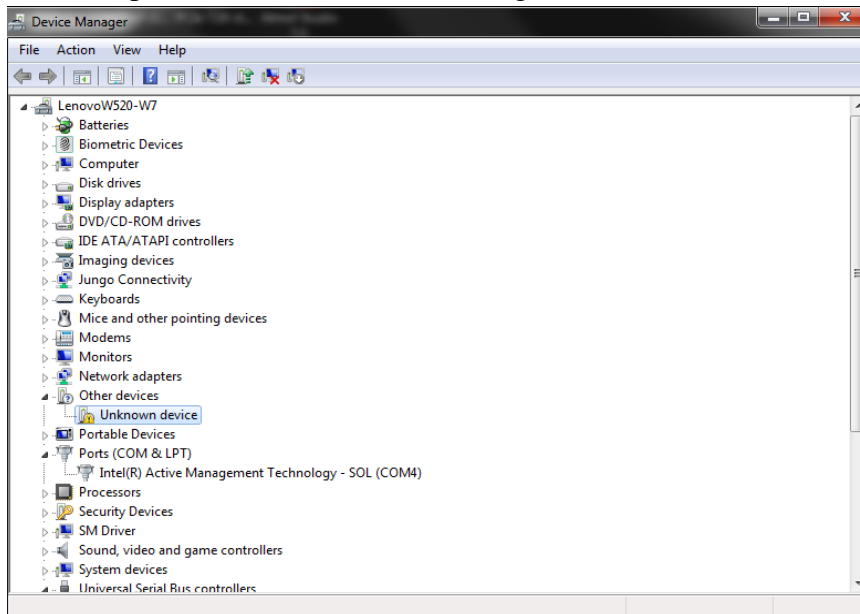 Device Manager
File Action View Help
LenovoW520-W7
Batteries
Biometric Devices
Computer
Disk drives
Display adapters
DVD/CD-ROM drives
IDE ATA/ATAPI controllers
Imaging devices
Jungo Connectivity
Keyboards
Mice and other pointing devices
Modems
Monitors
Network adapters
Other devices
Unknown device
Portable Devices
Ports (COM & LPT)
Intel(R) Active Management Technology - SOL (COM4)
Processors
Security Devices
SM Driver
Sound, video and game controllers
System devices
Universal Serial Bus controllers